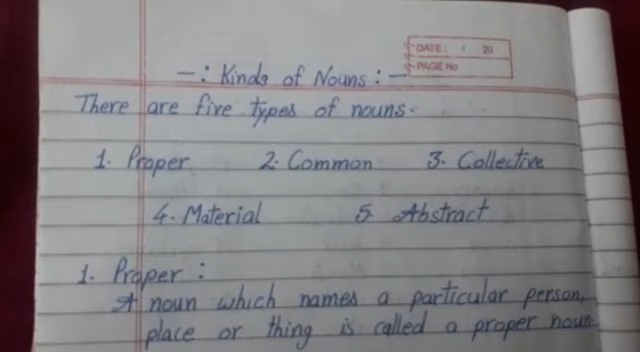 DATE: / 20
PAGE No
-: Kinds of Nouns :-
There are five types of nouns.
1. Proper 2. Common 3. Collective
4. Material 5. Abstract
1. Proper :
A noun which names a particular person,
place or thing is called a proper noun